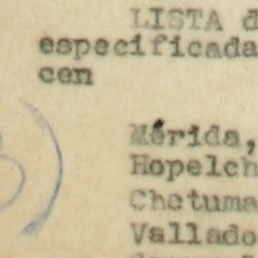 LISTA d
especificada
cen
Mérida,
Hopelch
Chetuma
Vallado